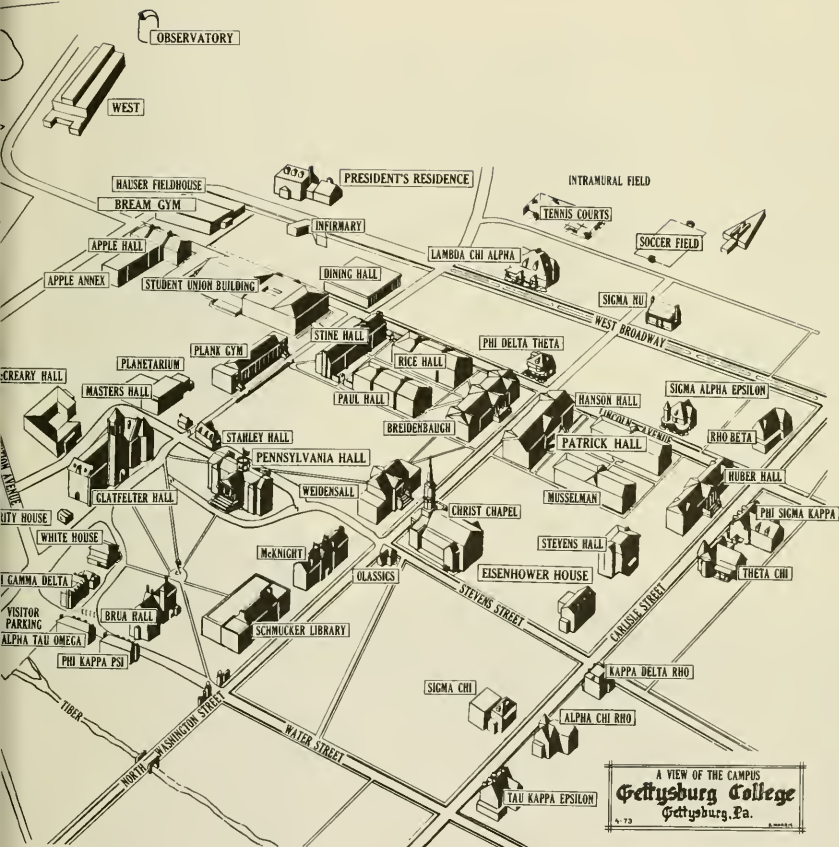 OBSERVATORY
WEST
HAUSER FIELDHOUSE
PRESIDENT'S RESIDENCE
INTRAMURAL FIELD
BREAM GYM
TENNIS COURTS
INFIRMARY
SOCCER FIELD
APPLE HALL
LAMBDA CHI ALPHA
APPLE ANNEX
STUDENT UNION BUILDING
DINING HALL
SIGMA NU
WEST BROADWAY
STINE HALL
PLANK GYM
PHI DELTA THETA
PLANETARIUM
RICE HALL
CREARY HALL
MASTERS HALL
SIGMA ALPHA EPSILON
PAUL HALL
HANSON HALL
LINCOLN AVENUE
BREIDENBAUGH
STAHLEY HALL
PATRICK HALL
RHO BETA
PENNSYLVANIA HALL
HUBER HALL
WEIDENSALL
GLATFELTER HALL
MUSSELMAN
CHRIST CHAPEL
PHI SIGMA KAPPA
AVENUE
RITY HOUSE
WHITE HOUSE
STEVENS HALL
McKNIGHT
OLASSICS
EISENHOWER HOUSE
THETA CHI
I GAMMA DELTA
STEVENS STREET
CARLISLE STREET
VISITOR
PARKING
BRUA HALL
SCHMUCKER LIBRARY
ALPHA TAU OMEGA
PHI KAPPA PSI
KAPPA DELTA RHO
SIGMA CHI
TIBER
ALPHA CHI RHO
NORTH WASHINGTON STREET
WATER STREET
TAU KAPPA EPSILON
A VIEW OF THE CAMPUS
Gettysburg College
Gettysburg, Pa.
4-73